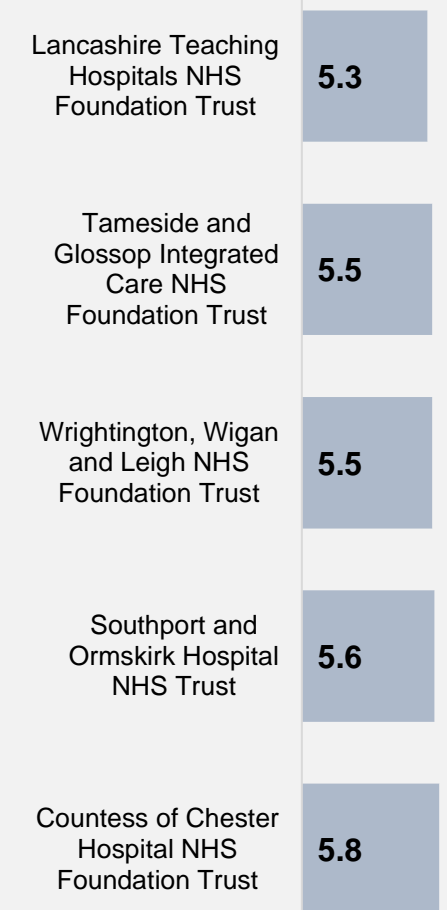 Lancashire Teaching
Hospitals NHS
Foundation Trust
5.3
Tameside and
Glossop Integrated
Care NHS
Foundation Trust
5.5
Wrightington, Wigan
and Leigh NHS
Foundation Trust
5.5
Southport and
Ormskirk Hospital
NHS Trust
5.6
Countess of Chester
Hospital NHS
Foundation Trust
5.8